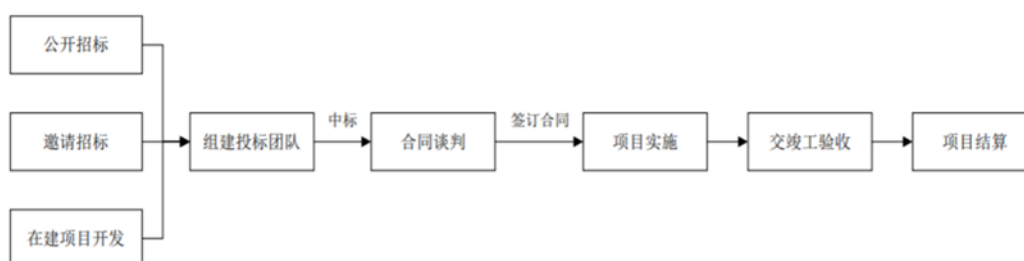 公开招标
邀请招标
在建项目开发
组建投标团队
中标
合同谈判
签订合同
项目实施
交竣工验收
项目结算